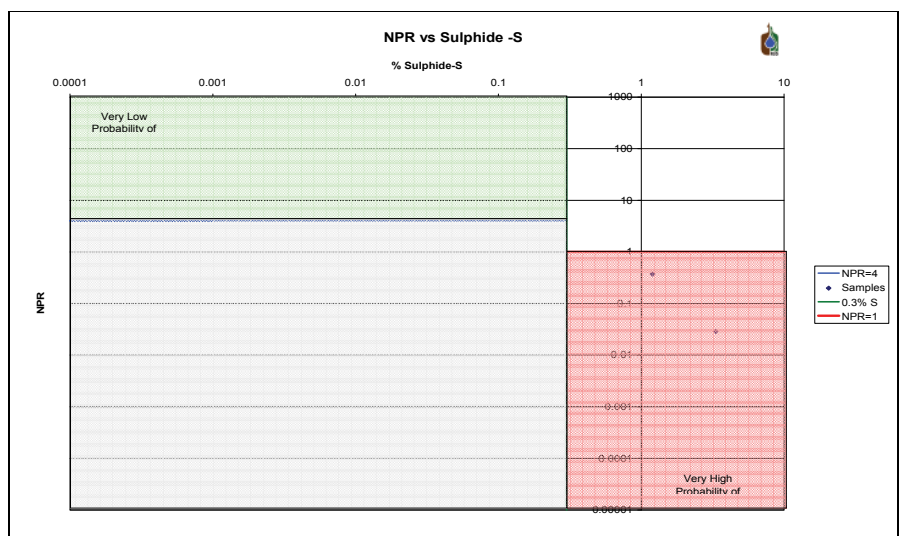 NPR vs Sulphide -S
% Sulphide-S
0.0001 0.001 0.01 0.1 1 10
1000
Very Low
Probability of
100
10
1
0.1
0.01
0.001
0.0001
0.00001
NPR
NPR=4
Samples
0.3% S
NPR=1
Very High
Probability of